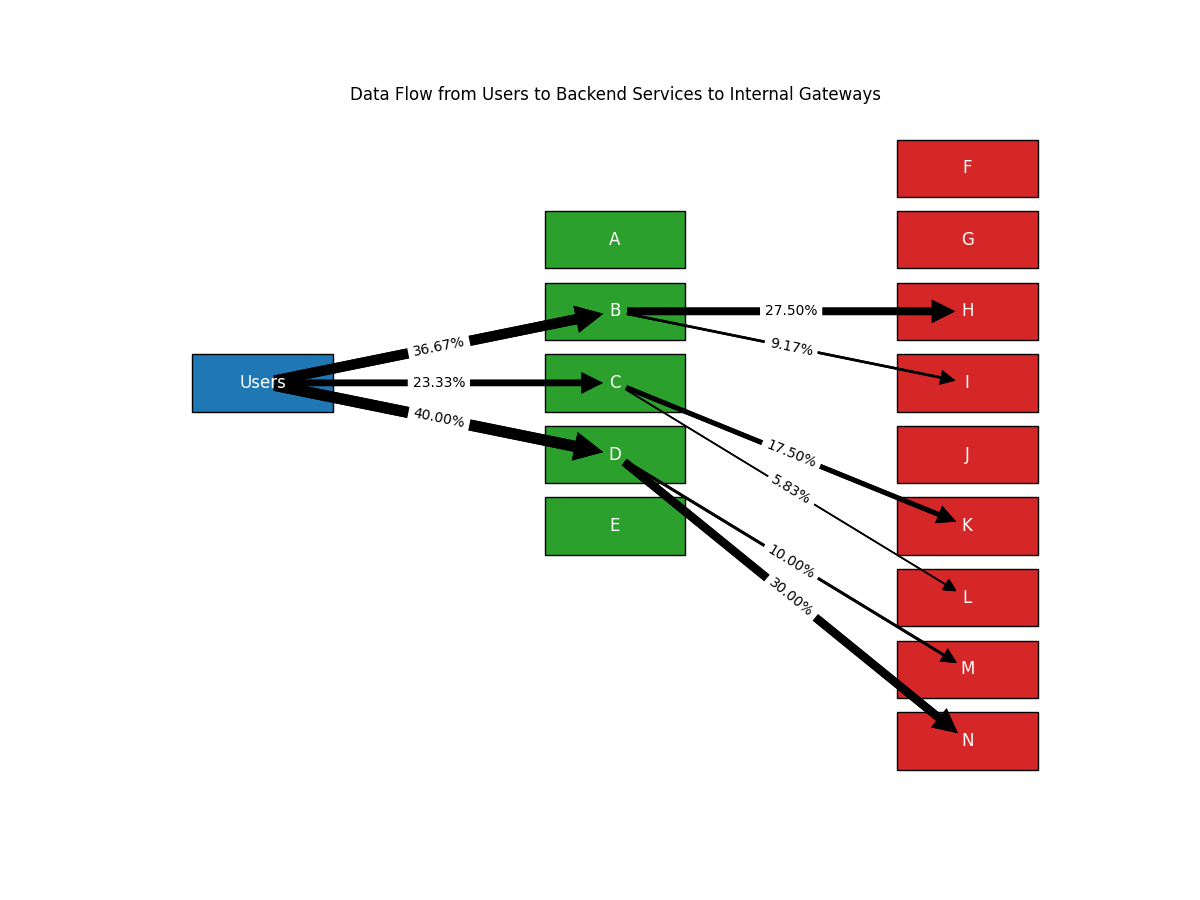 Data Flow from Users to Backend Services to Internal Gateways
Users
36.67%
23.33%
40.00%
A
B
C
D
E
27.50%
9.17%
17.50%
5.83%
10.00%
30.00%
F
G
H
I
J
K
L
M
N